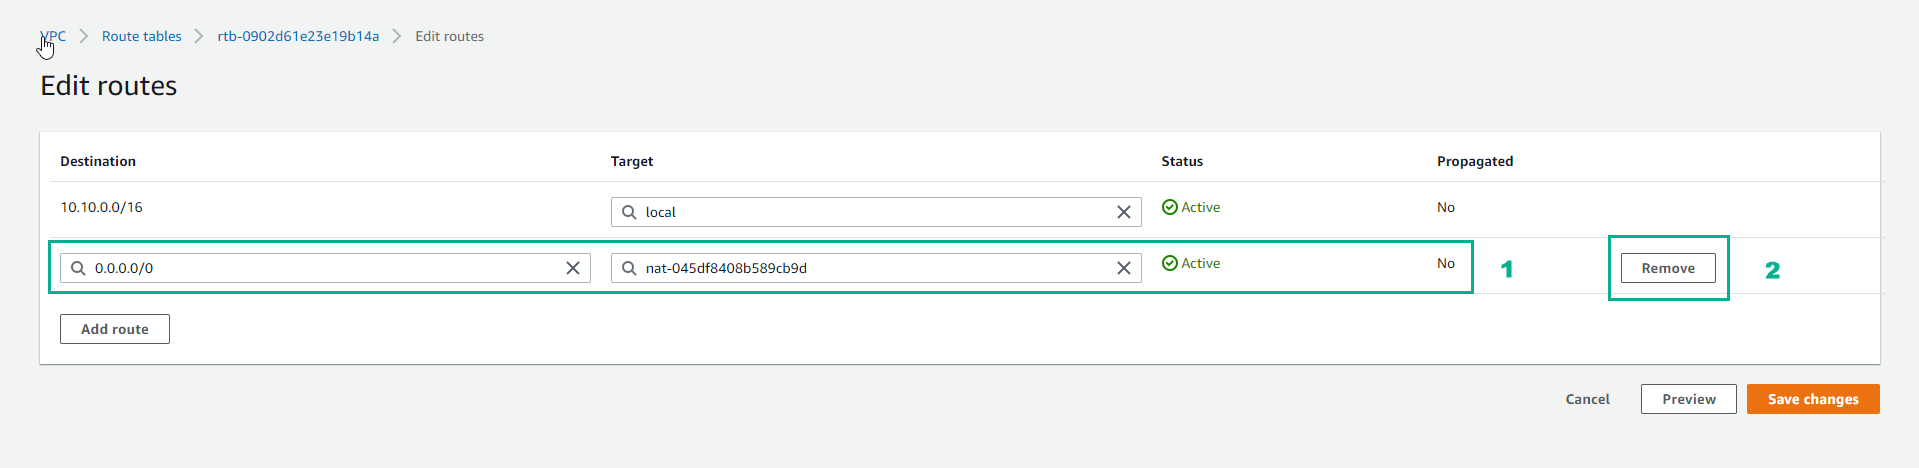 VPC > Route tables > rtb-0902d61e23e19b14a > Edit routes
Edit routes
Destination Target Status Propagated
10.10.0.0/16 local Active No
0.0.0.0/0 nat-045df8408b589cb9d Active No 1 Remove 2
Add route
Cancel Preview Save changes